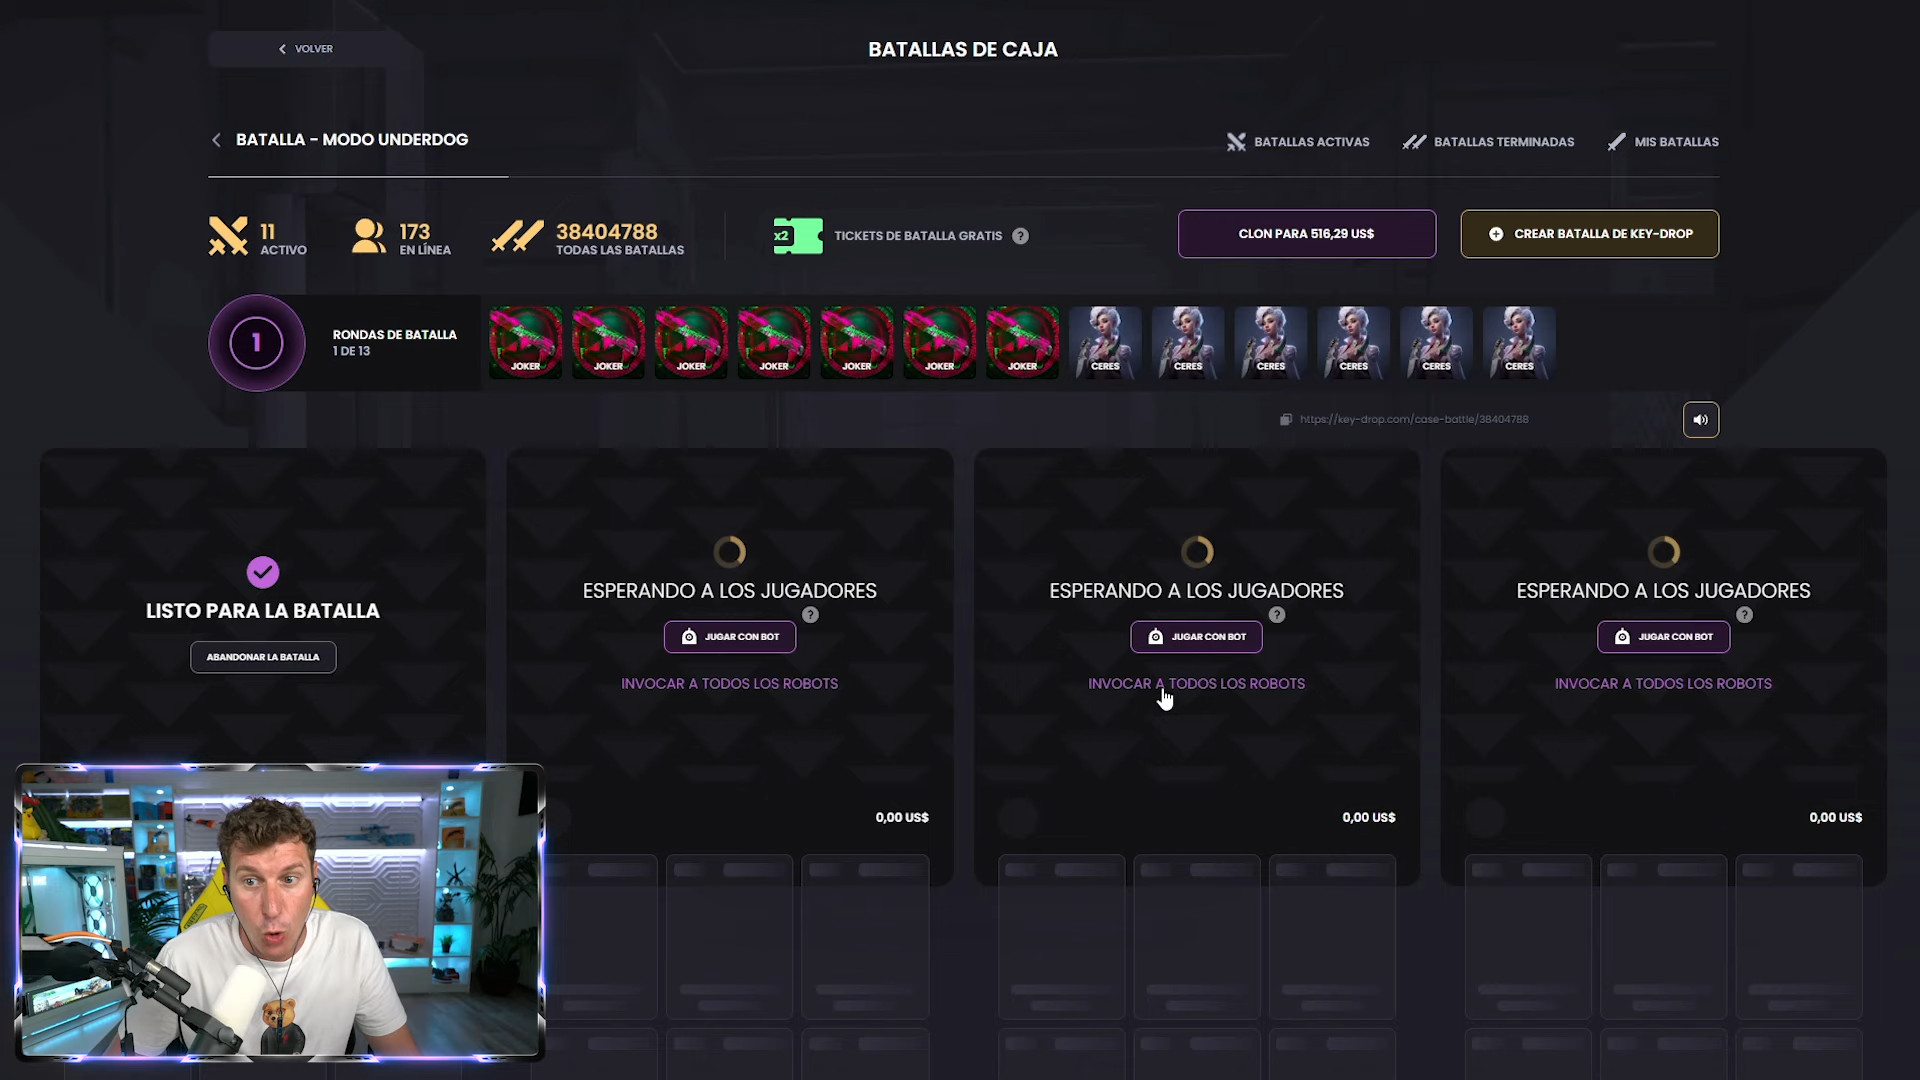 VOLVER
BATALLAS DE CAJA
BATALLA - MODO UNDERDOG
BATALLAS ACTIVAS
BATALLAS TERMINADAS
MIS BATALLAS
11
ACTIVO
173
EN LÍNEA
38404788
TODAS LAS BATALLAS
x2
TICKETS DE BATALLA GRATIS ?
CLON PARA 516,29 US$
CREAR BATALLA DE KEY-DROP
1
RONDAS DE BATALLA
1 DE 13
JOKER JOKER JOKER JOKER JOKER JOKER JOKER CERES CERES CERES CERES CERES CERES
https://key-drop.com/case-battle/38404788
LISTO PARA LA BATALLA
ABANDONAR LA BATALLA
ESPERANDO A LOS JUGADORES
?
JUGAR CON BOT
INVOCAR A TODOS LOS ROBOTS
0,00 US$
ESPERANDO A LOS JUGADORES
?
JUGAR CON BOT
INVOCAR A TODOS LOS ROBOTS
0,00 US$
ESPERANDO A LOS JUGADORES
?
JUGAR CON BOT
INVOCAR A TODOS LOS ROBOTS
0,00 US$